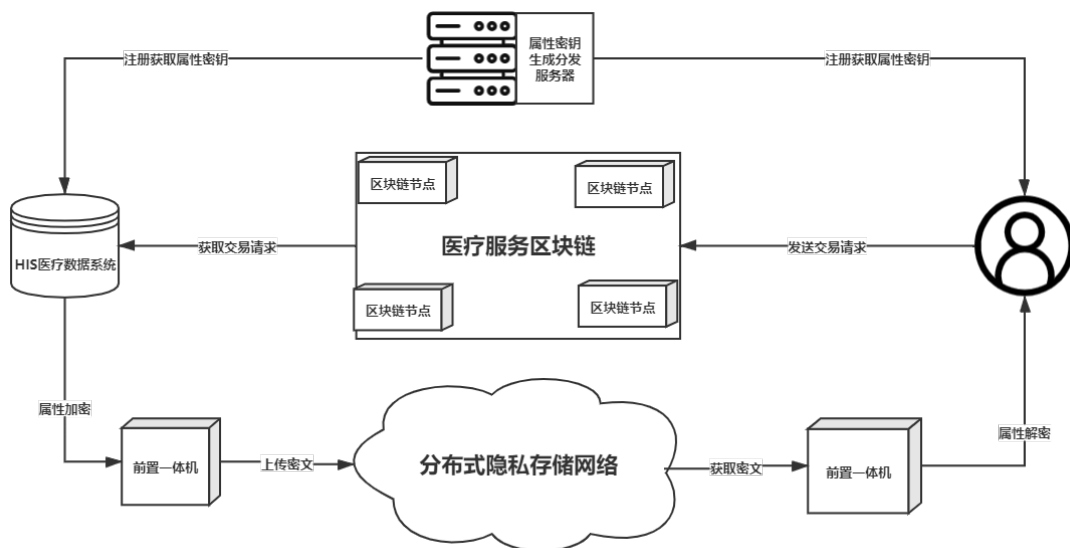 注册获取属性密钥
属性密钥
生成分发
服务器
注册获取属性密钥
区块链节点
区块链节点
HIS医疗数据系统
获取交易请求
医疗服务区块链
发送交易请求
区块链节点
区块链节点
属性加密
前置一体机
上传密文
分布式隐私存储网络
获取密文
前置一体机
属性解密